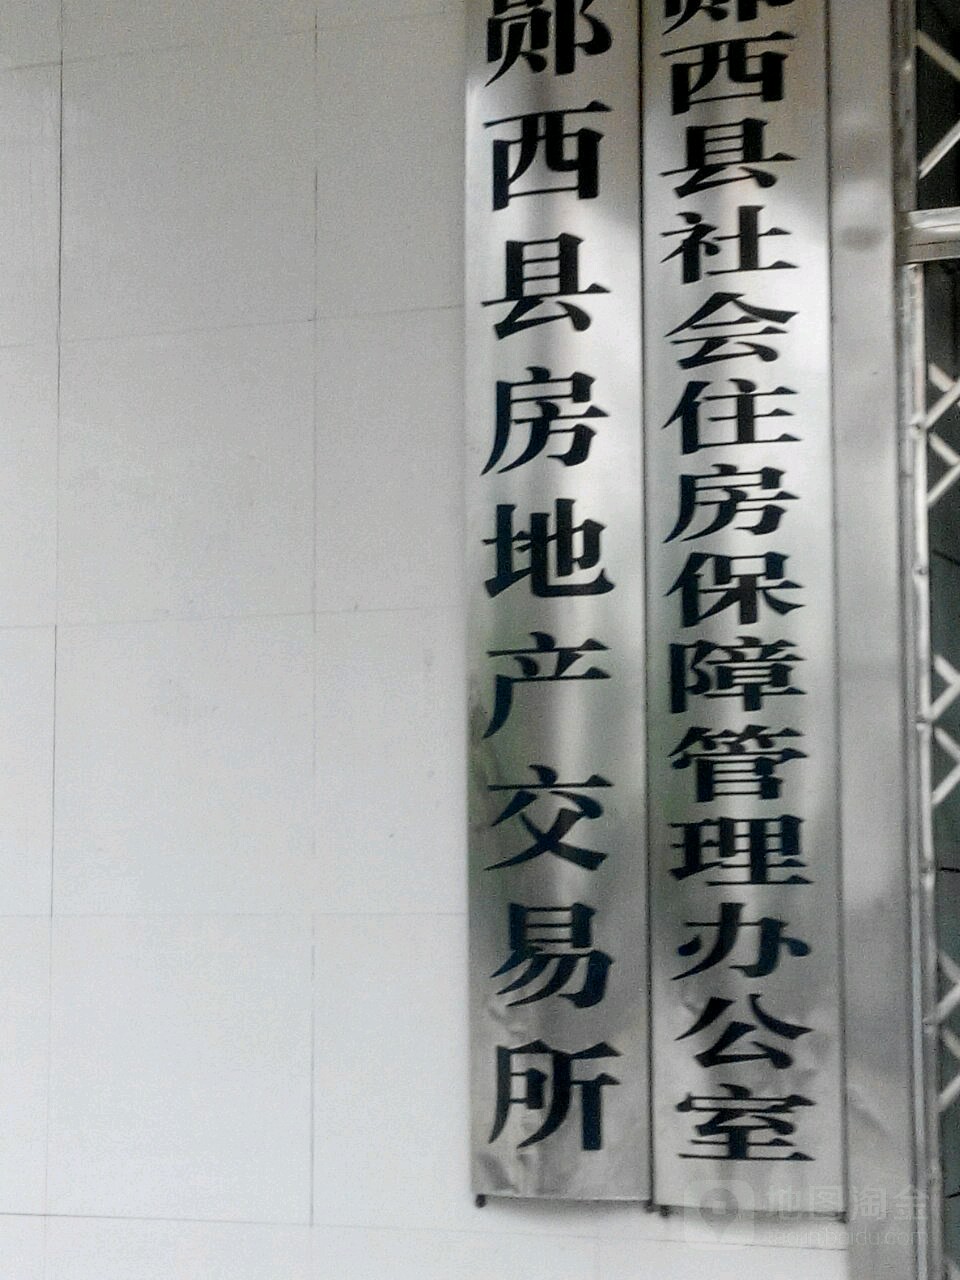 郧西县社会住房保障管理办公室
郧西县房地产交易所
地图淘金